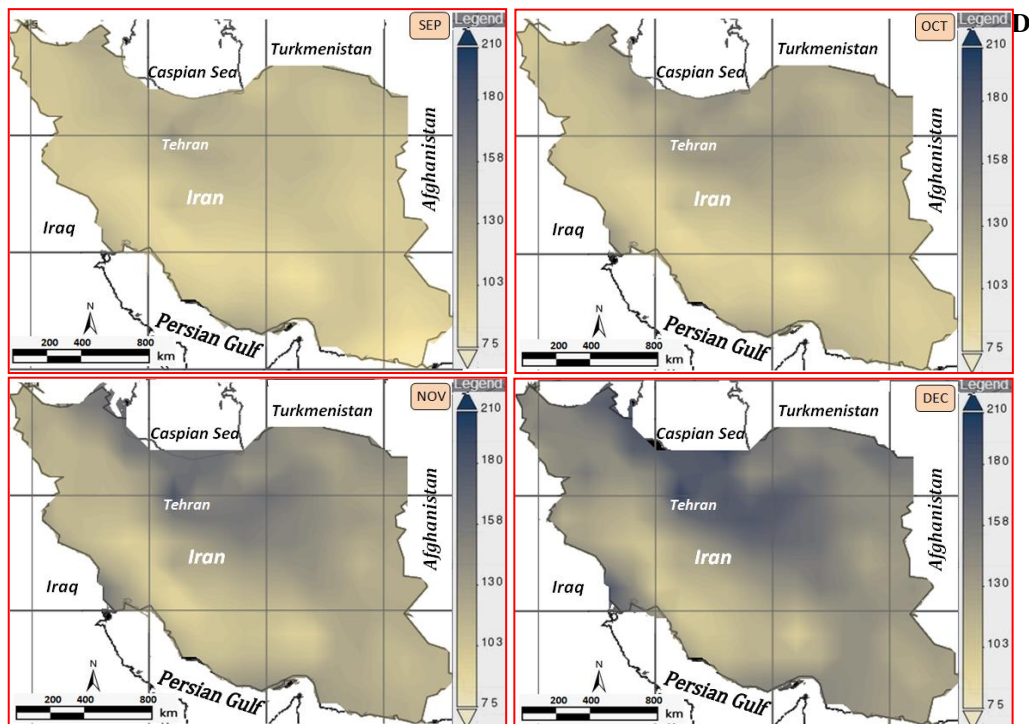 SEP
Legend
Turkmenistan
Caspian Sea
Tehran
Iran
Iraq
Afghanistan
Persian Gulf
N
200 400 800
km
210
180
158
130
103
75
OCT
Legend
D
Turkmenistan
Caspian Sea
Tehran
Iran
Iraq
Afghanistan
Persian Gulf
N
200 400 800
km
210
180
158
130
103
75
NOV
Legend
Turkmenistan
Caspian Sea
Tehran
Iran
Iraq
Afghanistan
Persian Gulf
N
200 400 800
km
210
180
158
130
103
75
DEC
Legend
Turkmenistan
Caspian Sea
Tehran
Iran
Iraq
Afghanistan
Persian Gulf
N
200 400 800
km
210
180
158
130
103
75